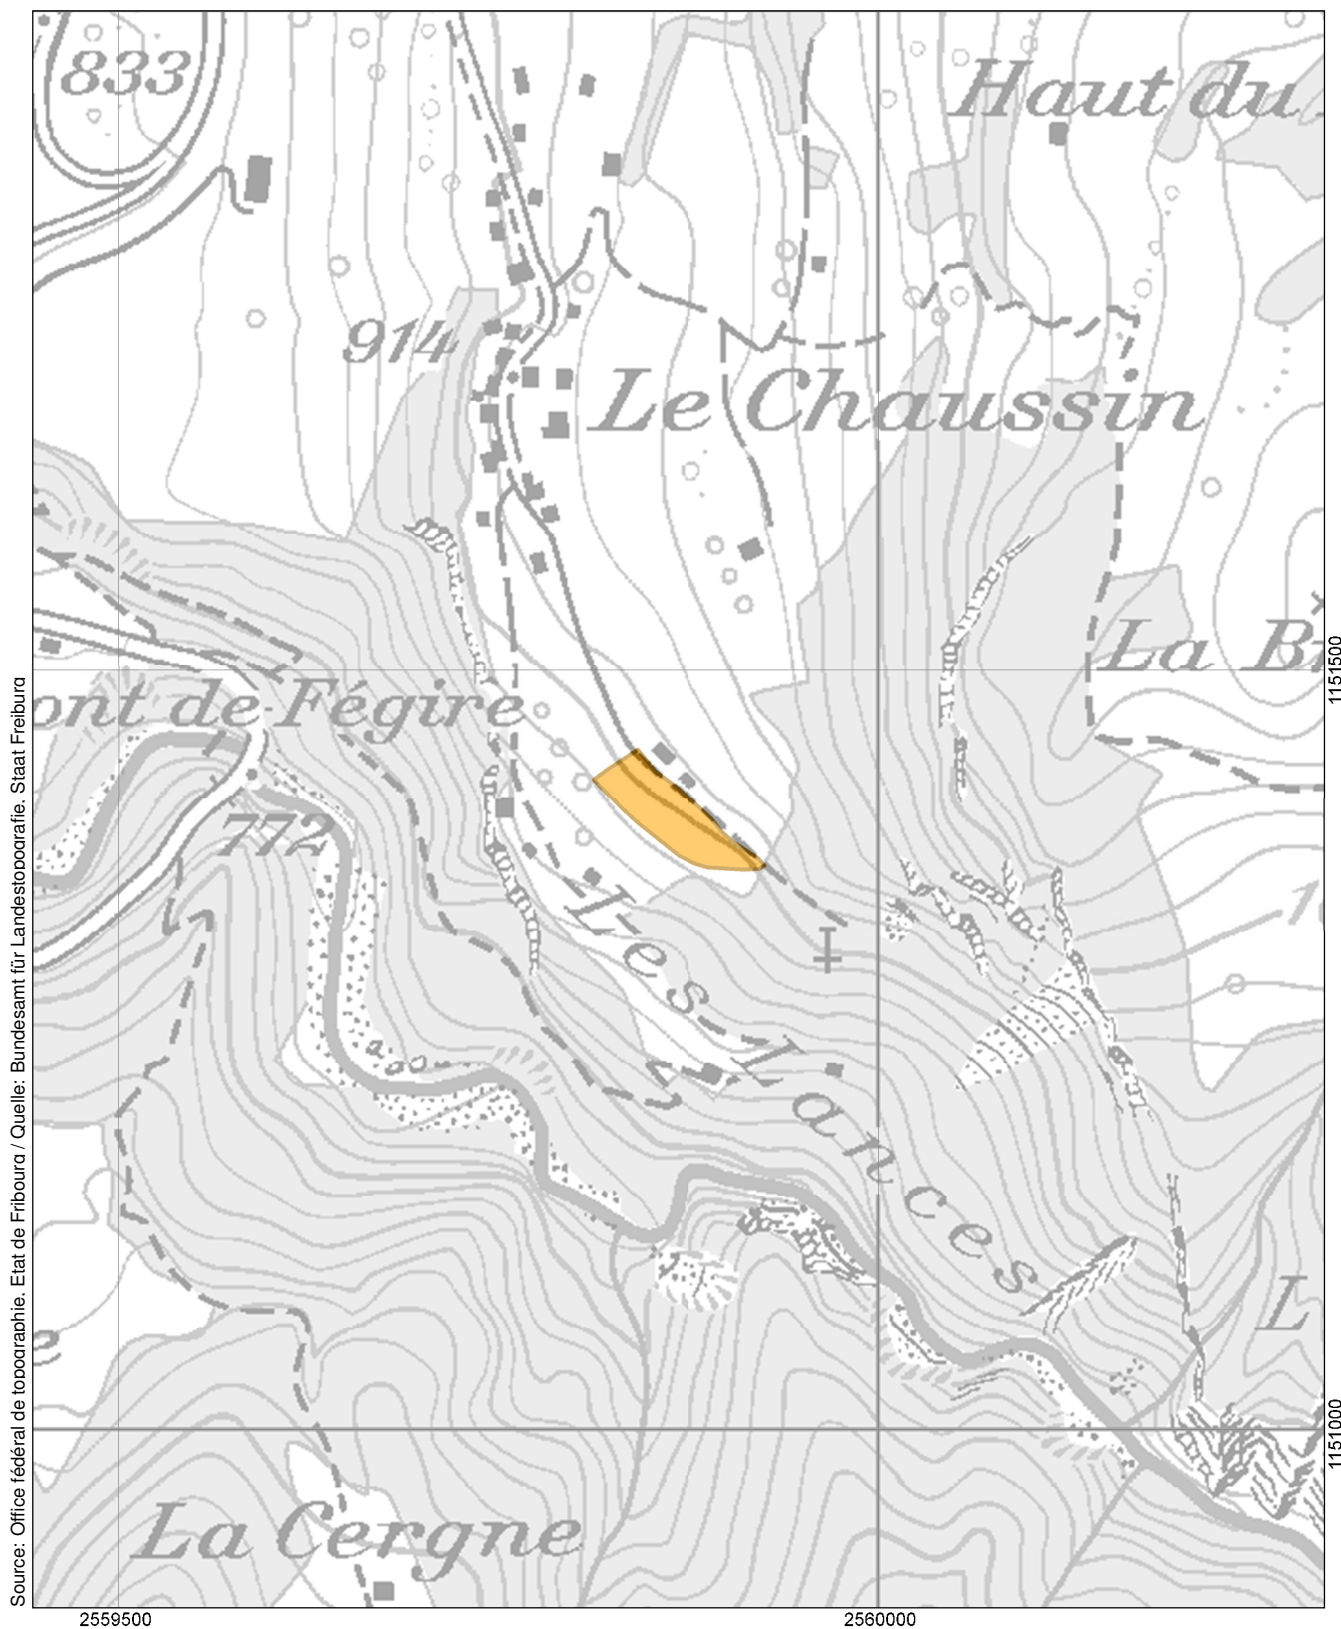 833
Haut du
914
Le Chaussin
La B
ont de Fégire
772
Les Lances
L
La Cergne
1151500
1151000
2559500
2560000
Source: Office fédéral de topographie. Etat de Fribourg / Quelle: Bundesamt für Landestopografie. Staat Freiburg